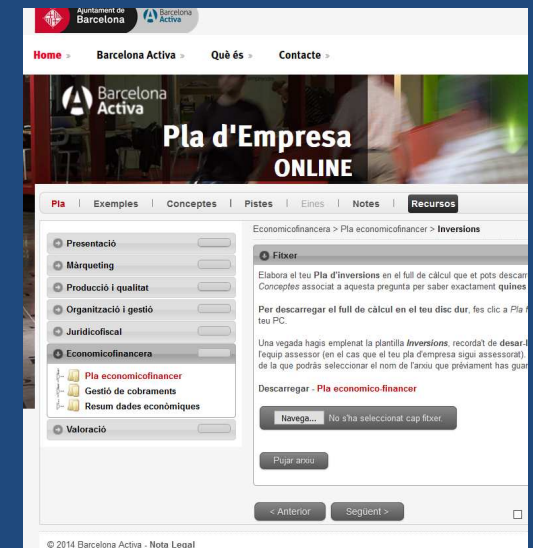 Ajuntament de
Barcelona
Barcelona
Activa
Home » Barcelona Activa » Què és » Contacte »
Barcelona
Activa
Pla d'Empresa
ONLINE
Pla | Exemples | Conceptes | Pistes | Eines | Notes | Recursos
Economicofinancera > Pla economicofinancer > Inversions
Presentació
Màrqueting
Producció i qualitat
Organització i gestió
Juridicofiscal
Economicofinancera
Pla economicofinancer
Gestió de cobraments
Resum dades econòmiques
Valoració
Fitxer
Elabora el teu Pla d'inversions en el full de càlcul que et pots descarr
Conceptes associat a aquesta pregunta per saber exactament quines
Per descarregar el full de càlcul en el teu disc dur, fes clic a Pla
teu PC.
Una vegada hagis emplenat la plantilla Inversions, recorda't de desar-l
l'equip assessor (en el cas que el teu pla d'empresa sigui assessorat).
de la que podràs seleccionar el nom de l'arxiu que prèviament has guar
Descarregar - Pla economico-financer
Navega... No s'ha seleccionat cap fitxer.
Pujar arxiu
< Anterior Següent >
© 2014 Barcelona Activa - Nota Legal